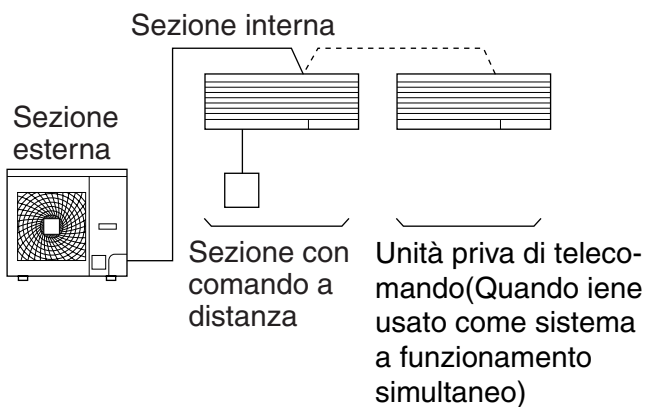 Sezione interna
Sezione
esterna
Sezione con
comando a
distanza
Unità priva di teleco-
mando(Quando iene
usato come sistema
a funzionamento
simultaneo)